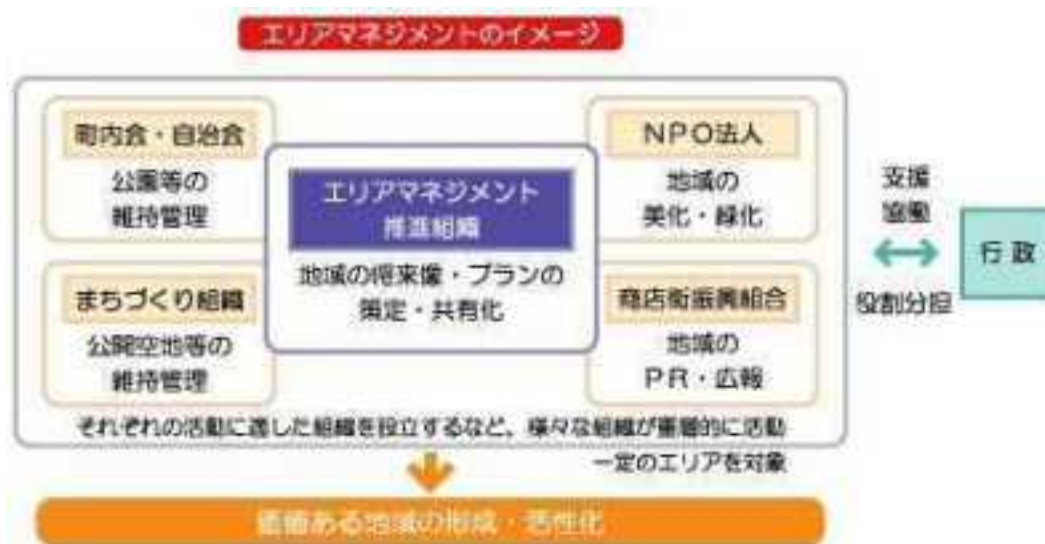 エリアマネジメントのイメージ
町内会・自治会
公園等の
維持管理
NPO法人
地域の
美化・緑化
エリアマネジメント
推進組織
地域の将来像・プランの
策定・共有化
まちづくり組織
公開空地等の
維持管理
商店街振興組合
地域の
PR・広報
それぞれの活動に適した組織を設立するなど、様々な組織が重層的に活動
一定のエリアを対象
支援
協働
役割分担
行政
価値ある地域の形成・活性化